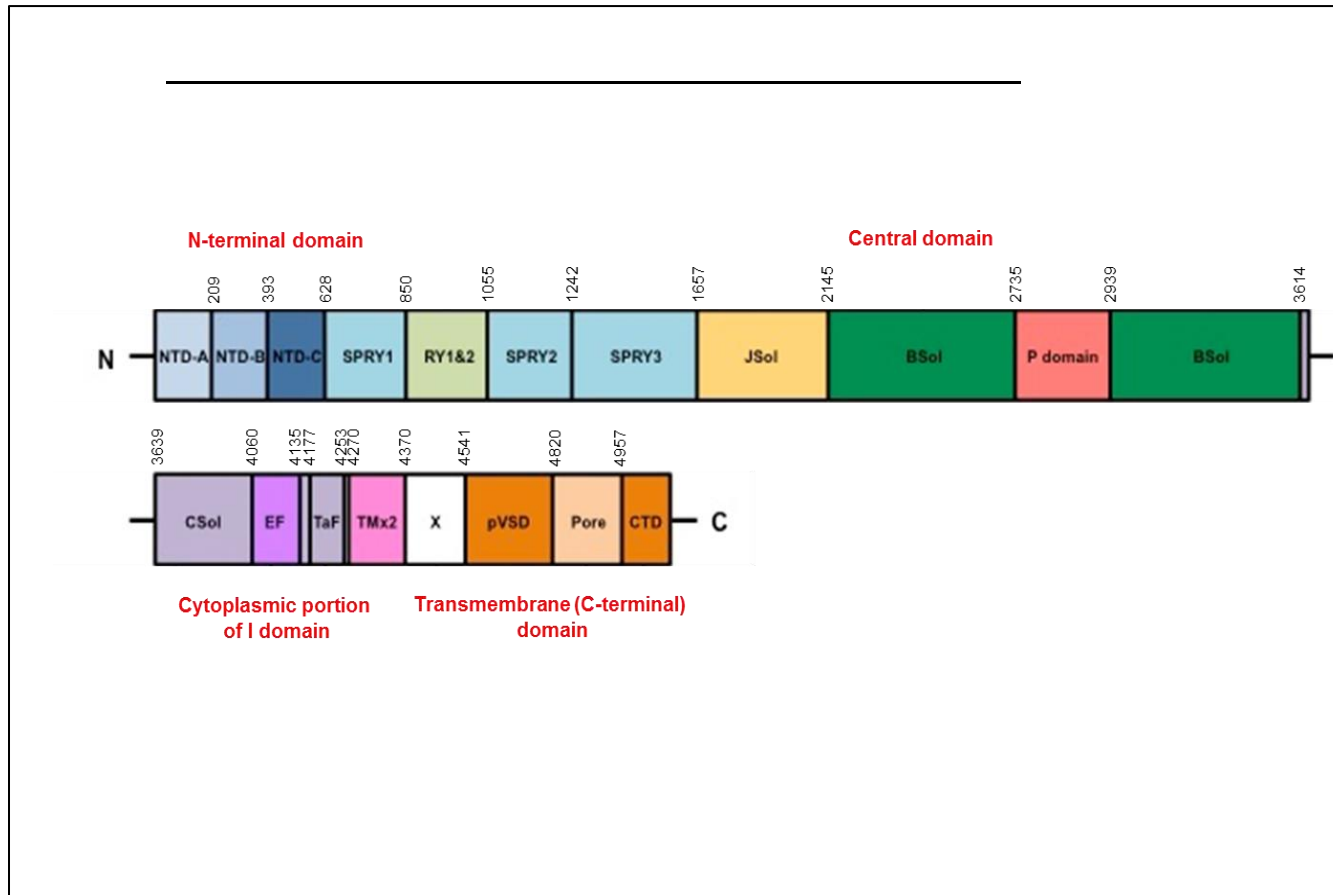 N-terminal domain
Central domain
209 393 628 850 1055 1242 1657 2145 2735 2939 3614
N NTD-A NTD-B NTD-C SPRY1 RY1&2 SPRY2 SPRY3 JSol BSol P domain BSol
3639 4060 4135 4177 4253 4270 4370 4541 4820 4957
CSol EF TaF TMx2 X pVSD Pore CTD C
Cytoplasmic portion
of I domain
Transmembrane (C-terminal)
domain